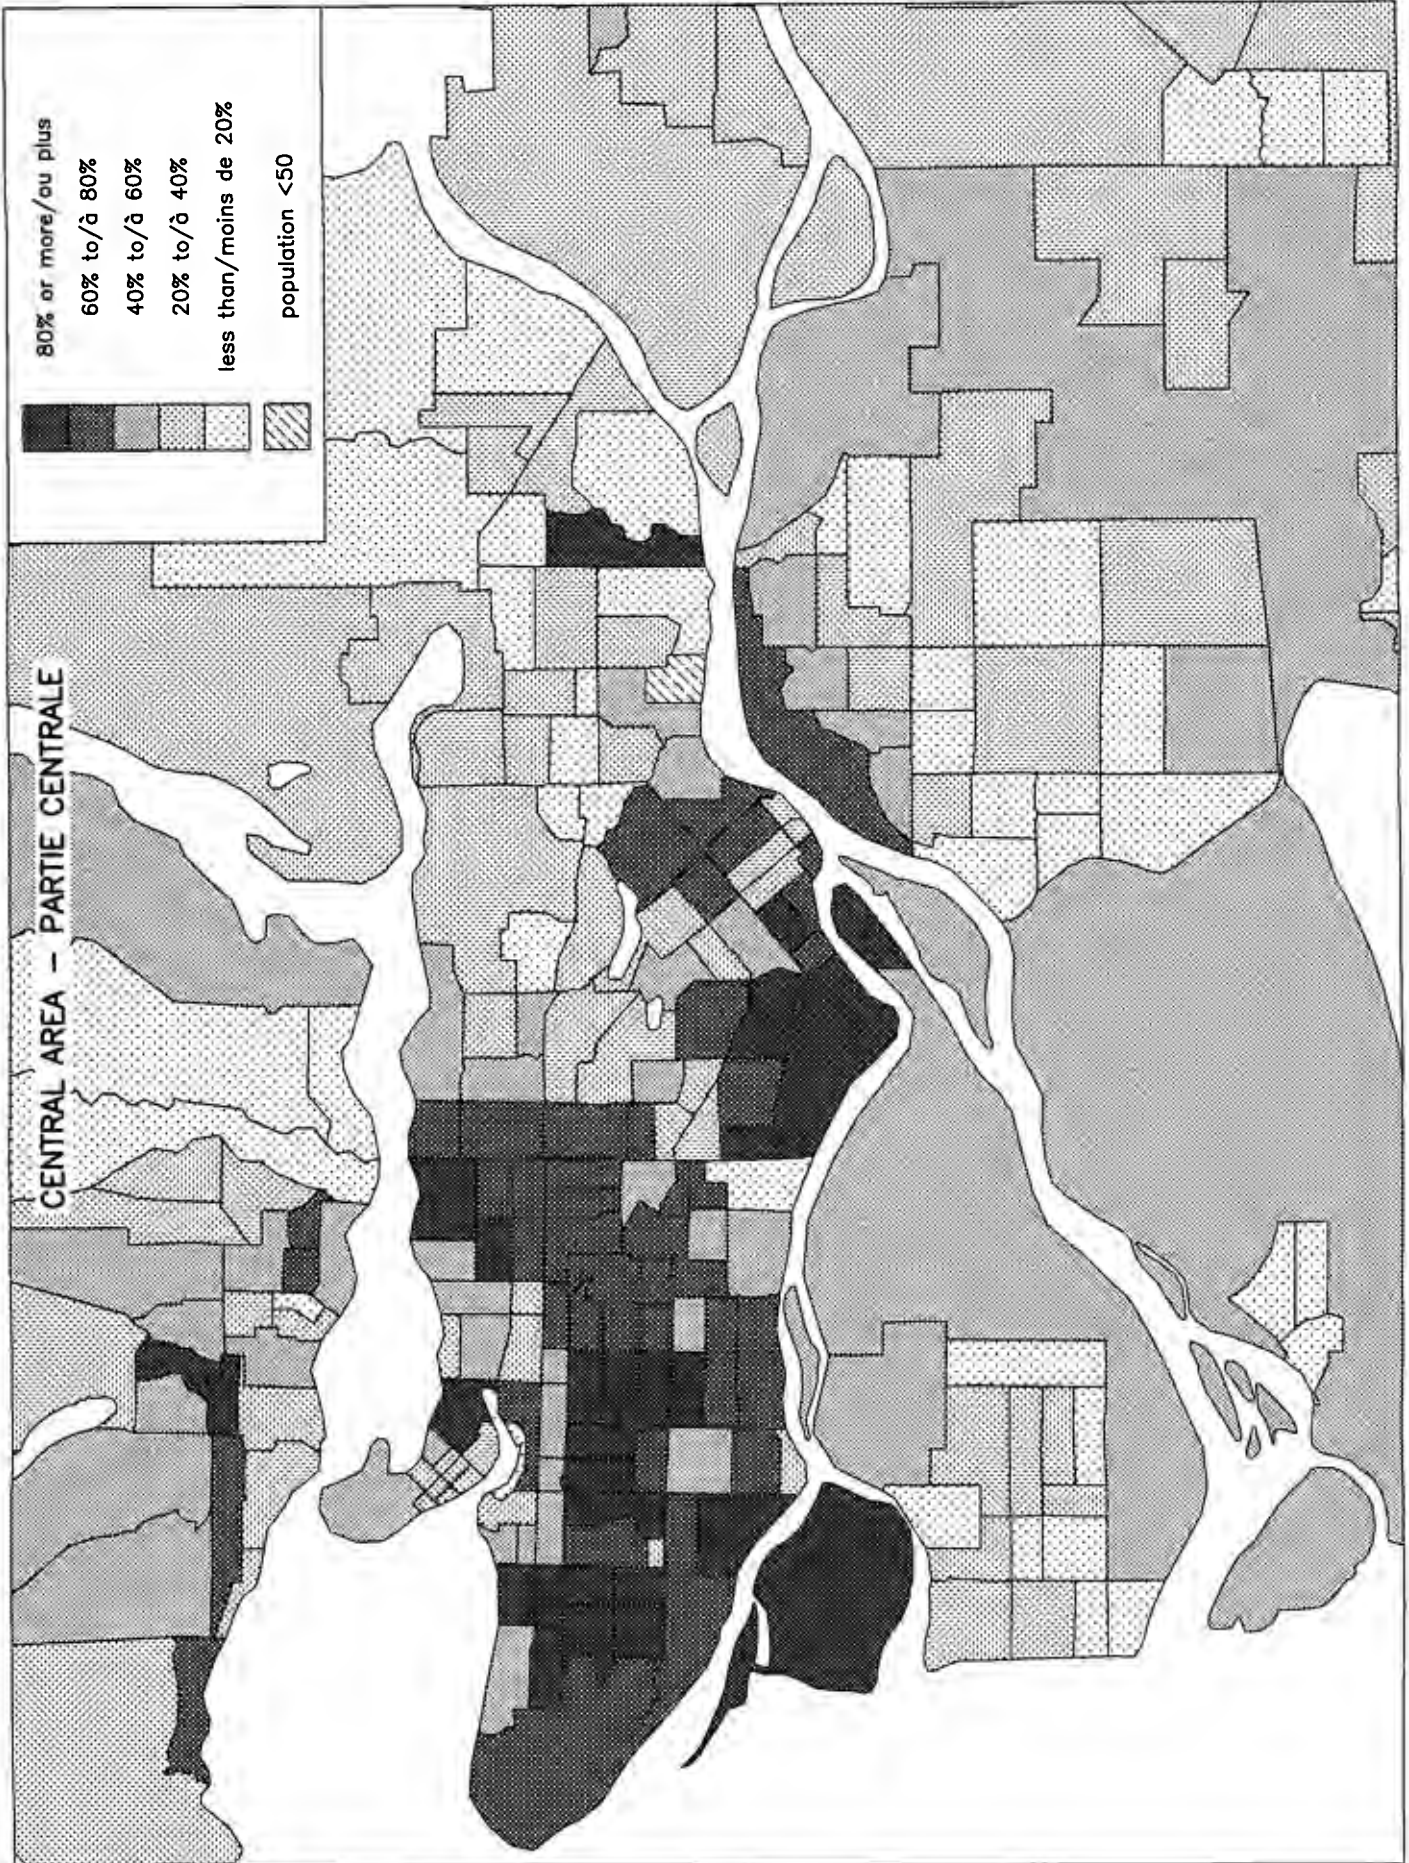 CENTRAL AREA – PARTIE CENTRALE
80% or more/ou plus
60% to/à 80%
40% to/à 60%
20% to/à 40%
less than/moins de 20%
population <50